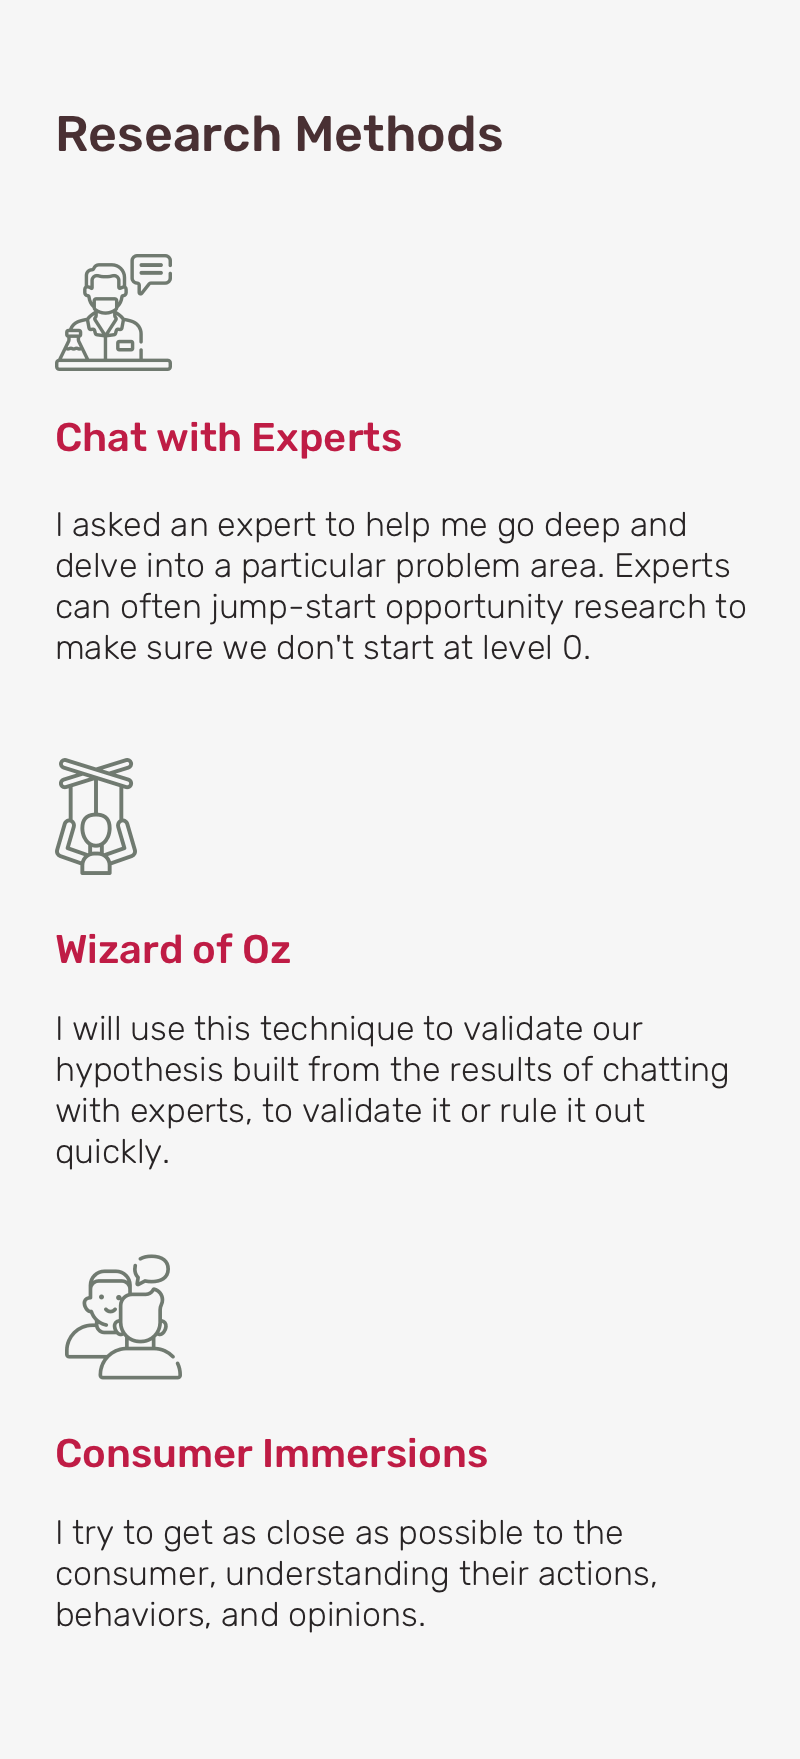 Research Methods
Chat with Experts
I asked an expert to help me go deep and
delve into a particular problem area. Experts
can often jump-start opportunity research to
make sure we don't start at level 0.
Wizard of Oz
I will use this technique to validate our
hypothesis built from the results of chatting
with experts, to validate it or rule it out
quickly.
Consumer Immersions
I try to get as close as possible to the
consumer, understanding their actions,
behaviors, and opinions.